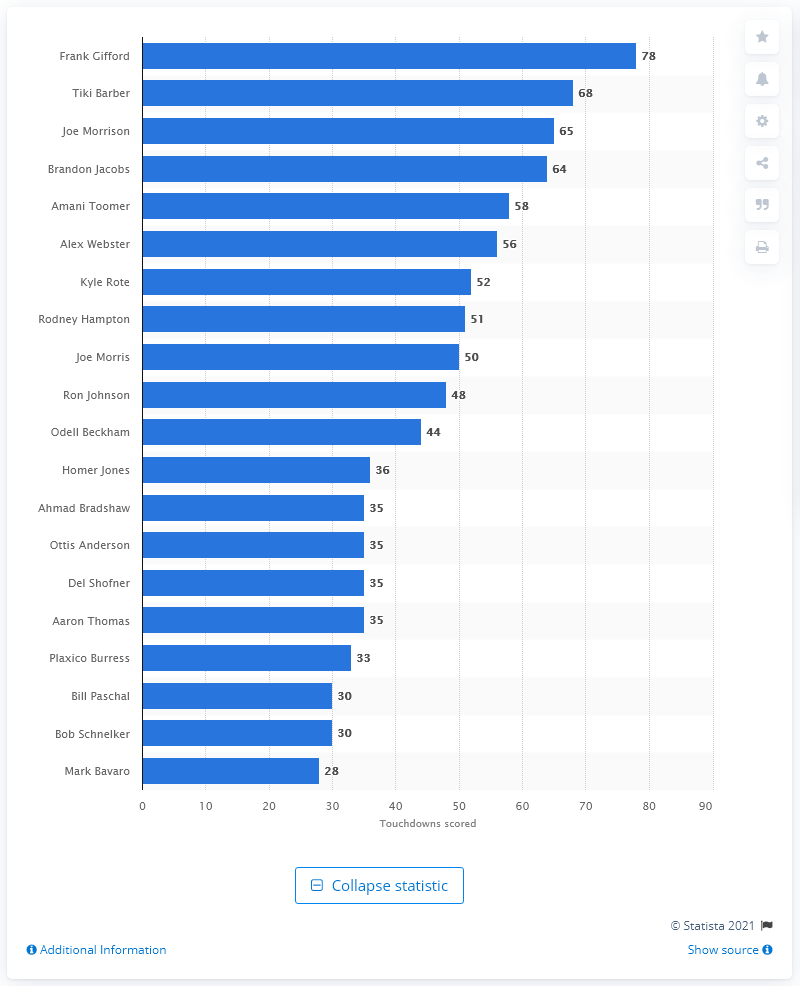 Frank Gifford 78
Tiki Barber 68
Joe Morrison 65
Brandon Jacobs 64
Amani Toomer 58
Alex Webster 56
Kyle Rote 52
Rodney Hampton 51
Joe Morris 50
Ron Johnson 48
Odell Beckham 44
Homer Jones 36
Ahmad Bradshaw 35
Ottis Anderson 35
Del Shofner 35
Aaron Thomas 35
Plaxico Burress 33
Bill Paschal 30
Bob Schnelker 30
Mark Bavaro 28
0 10 20 30 40 50 60 70 80 90
Touchdowns scored
Collapse statistic
© Statista 2021
Additional Information Show source